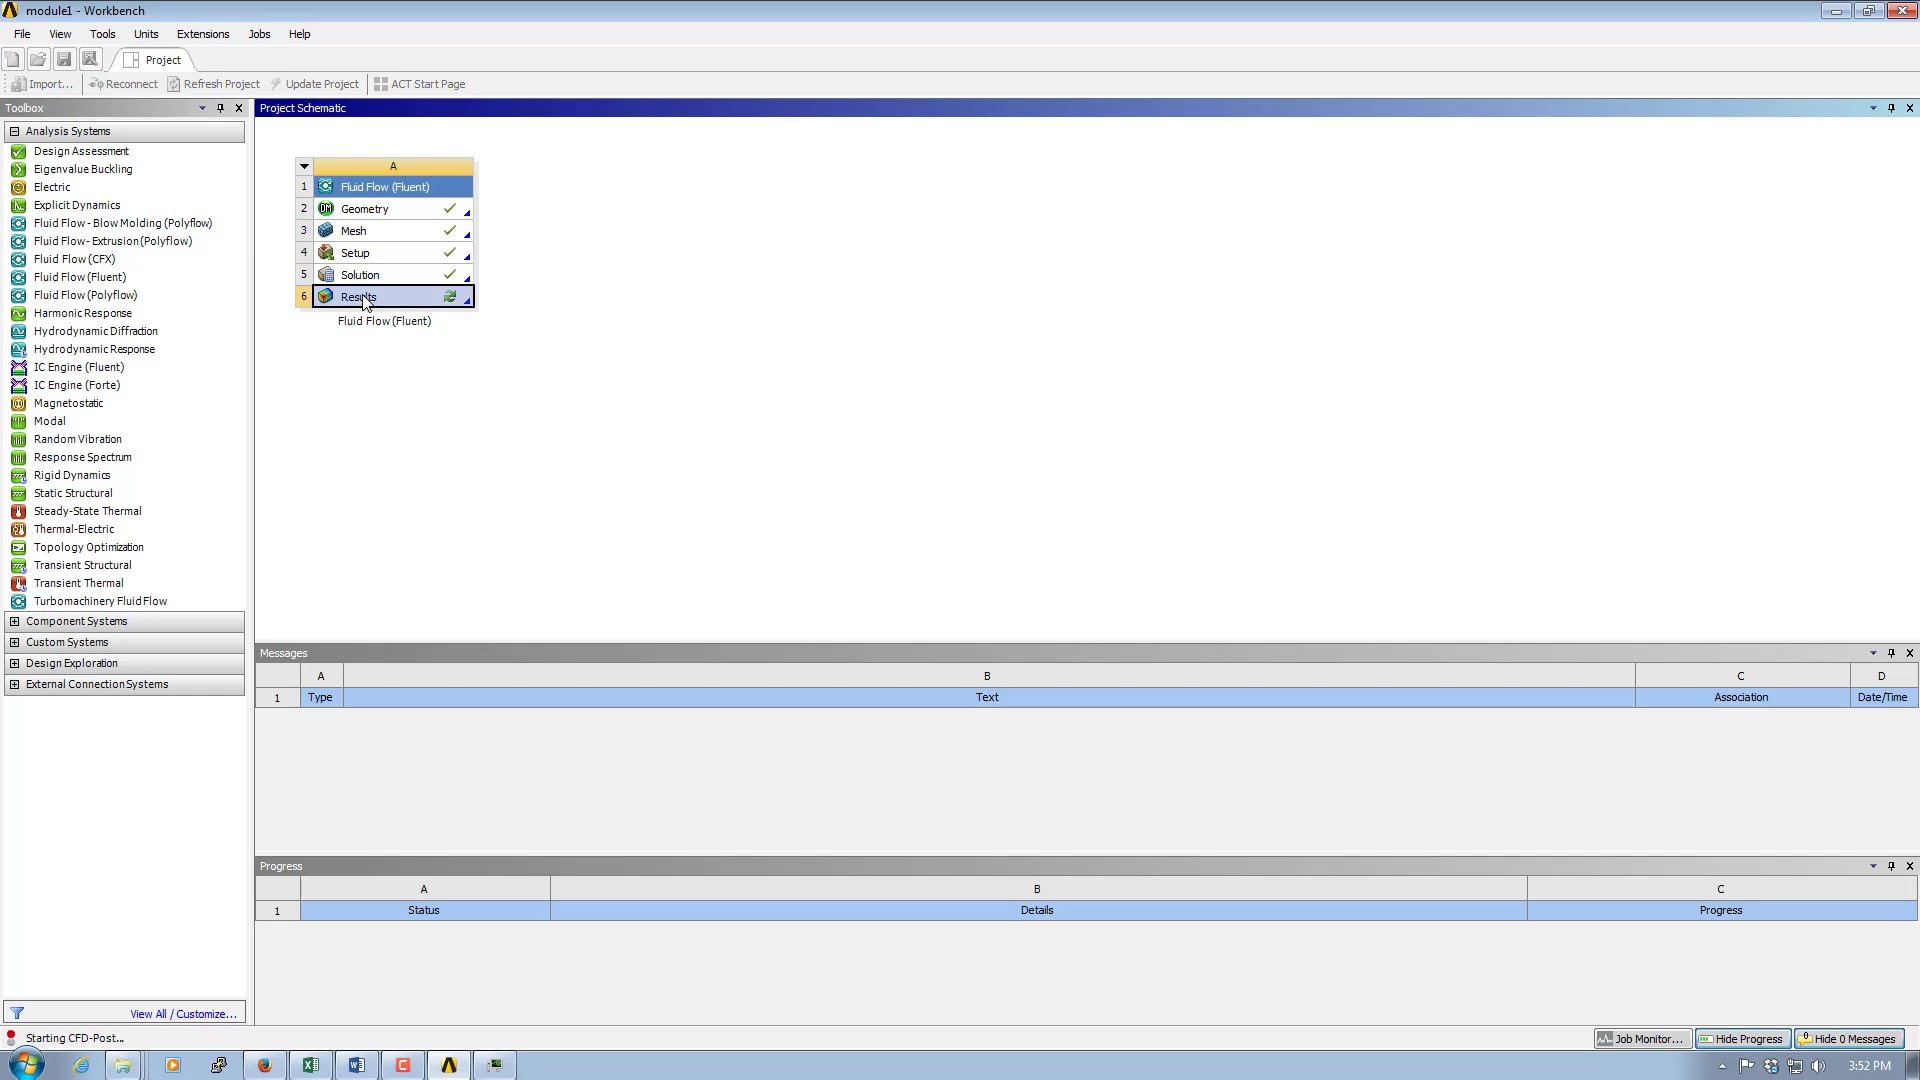 module1 - Workbench
File View Tools Units Extensions Jobs Help
Project
Import... Reconnect Refresh Project Update Project ACT Start Page
Toolbox
Analysis Systems
Design Assessment
Eigenvalue Buckling
Electric
Explicit Dynamics
Fluid Flow - Blow Molding (Polyflow)
Fluid Flow - Extrusion (Polyflow)
Fluid Flow (CFX)
Fluid Flow (Fluent)
Fluid Flow (Polyflow)
Harmonic Response
Hydrodynamic Diffraction
Hydrodynamic Response
IC Engine (Fluent)
IC Engine (Forte)
Magnetostatic
Modal
Random Vibration
Response Spectrum
Rigid Dynamics
Static Structural
Steady-State Thermal
Thermal-Electric
Topology Optimization
Transient Structural
Transient Thermal
Turbomachinery Fluid Flow
Component Systems
Custom Systems
Design Exploration
External Connection Systems
View All / Customize...
Project Schematic
A
1 Fluid Flow (Fluent)
2 DM Geometry
3 Mesh
4 Setup
5 Solution
6 Results
Fluid Flow (Fluent)
Messages
A B C D
1 Type Text Association Date/Time
Progress
A B C
1 Status Details Progress
Starting CFD-Post...
Job Monitor... Hide Progress Hide 0 Messages
3:52 PM